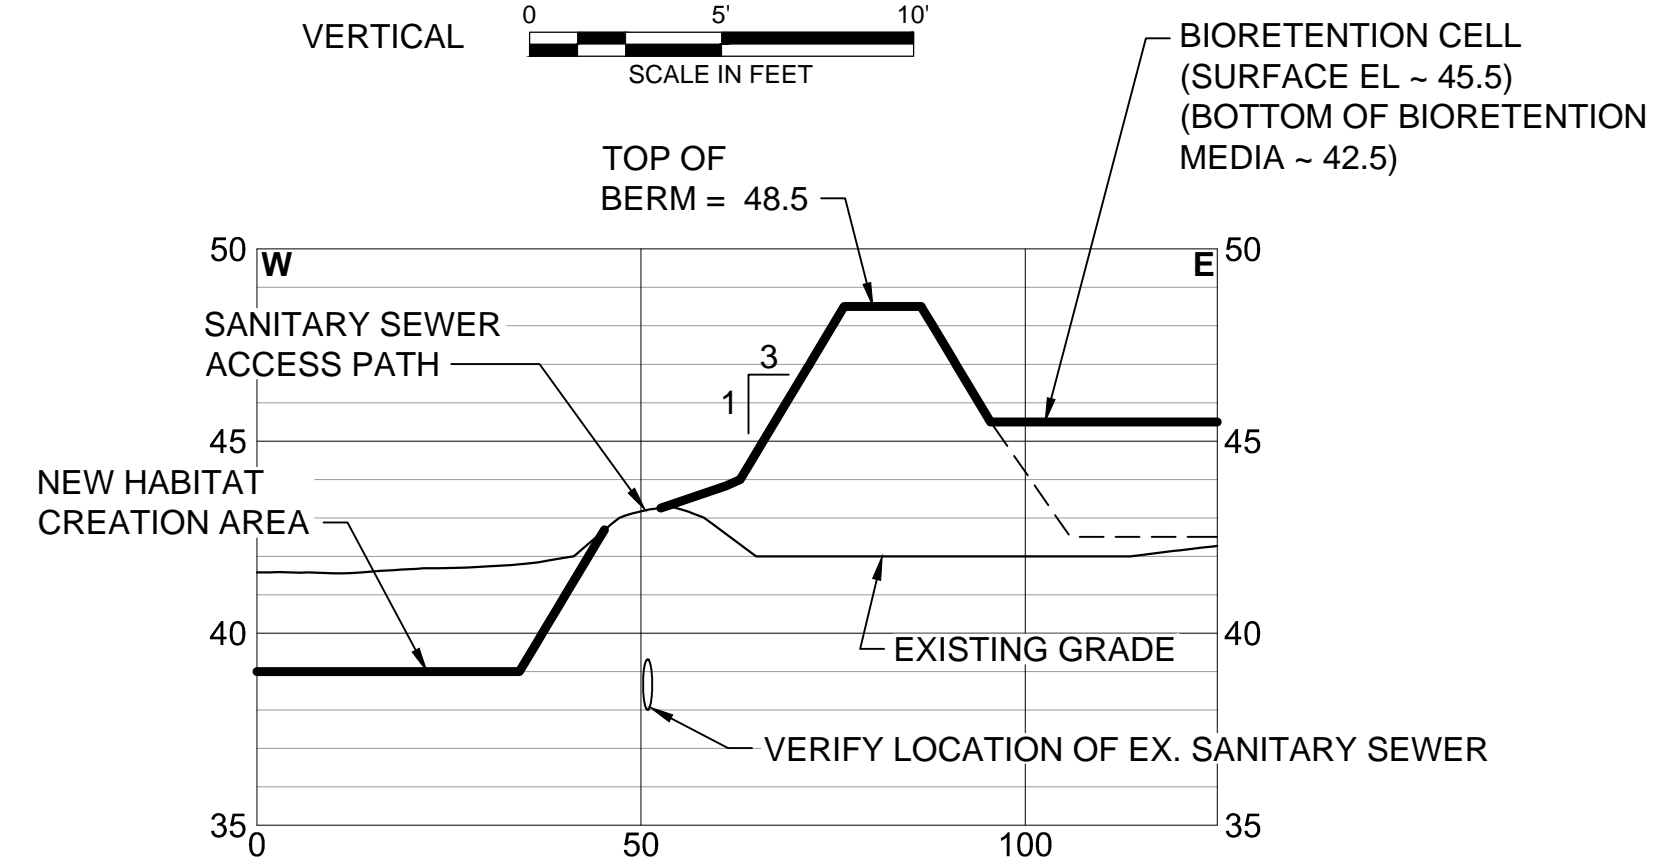 VERTICAL
0 5' 10'
SCALE IN FEET
BIORETENTION CELL
(SURFACE EL ~ 45.5)
(BOTTOM OF BIORETENTION
MEDIA ~ 42.5)
TOP OF
BERM = 48.5
50 50
W E
SANITARY SEWER
ACCESS PATH
3
1
45 45
NEW HABITAT
CREATION AREA
40 40
EXISTING GRADE
VERIFY LOCATION OF EX. SANITARY SEWER
35 35
0 50 100